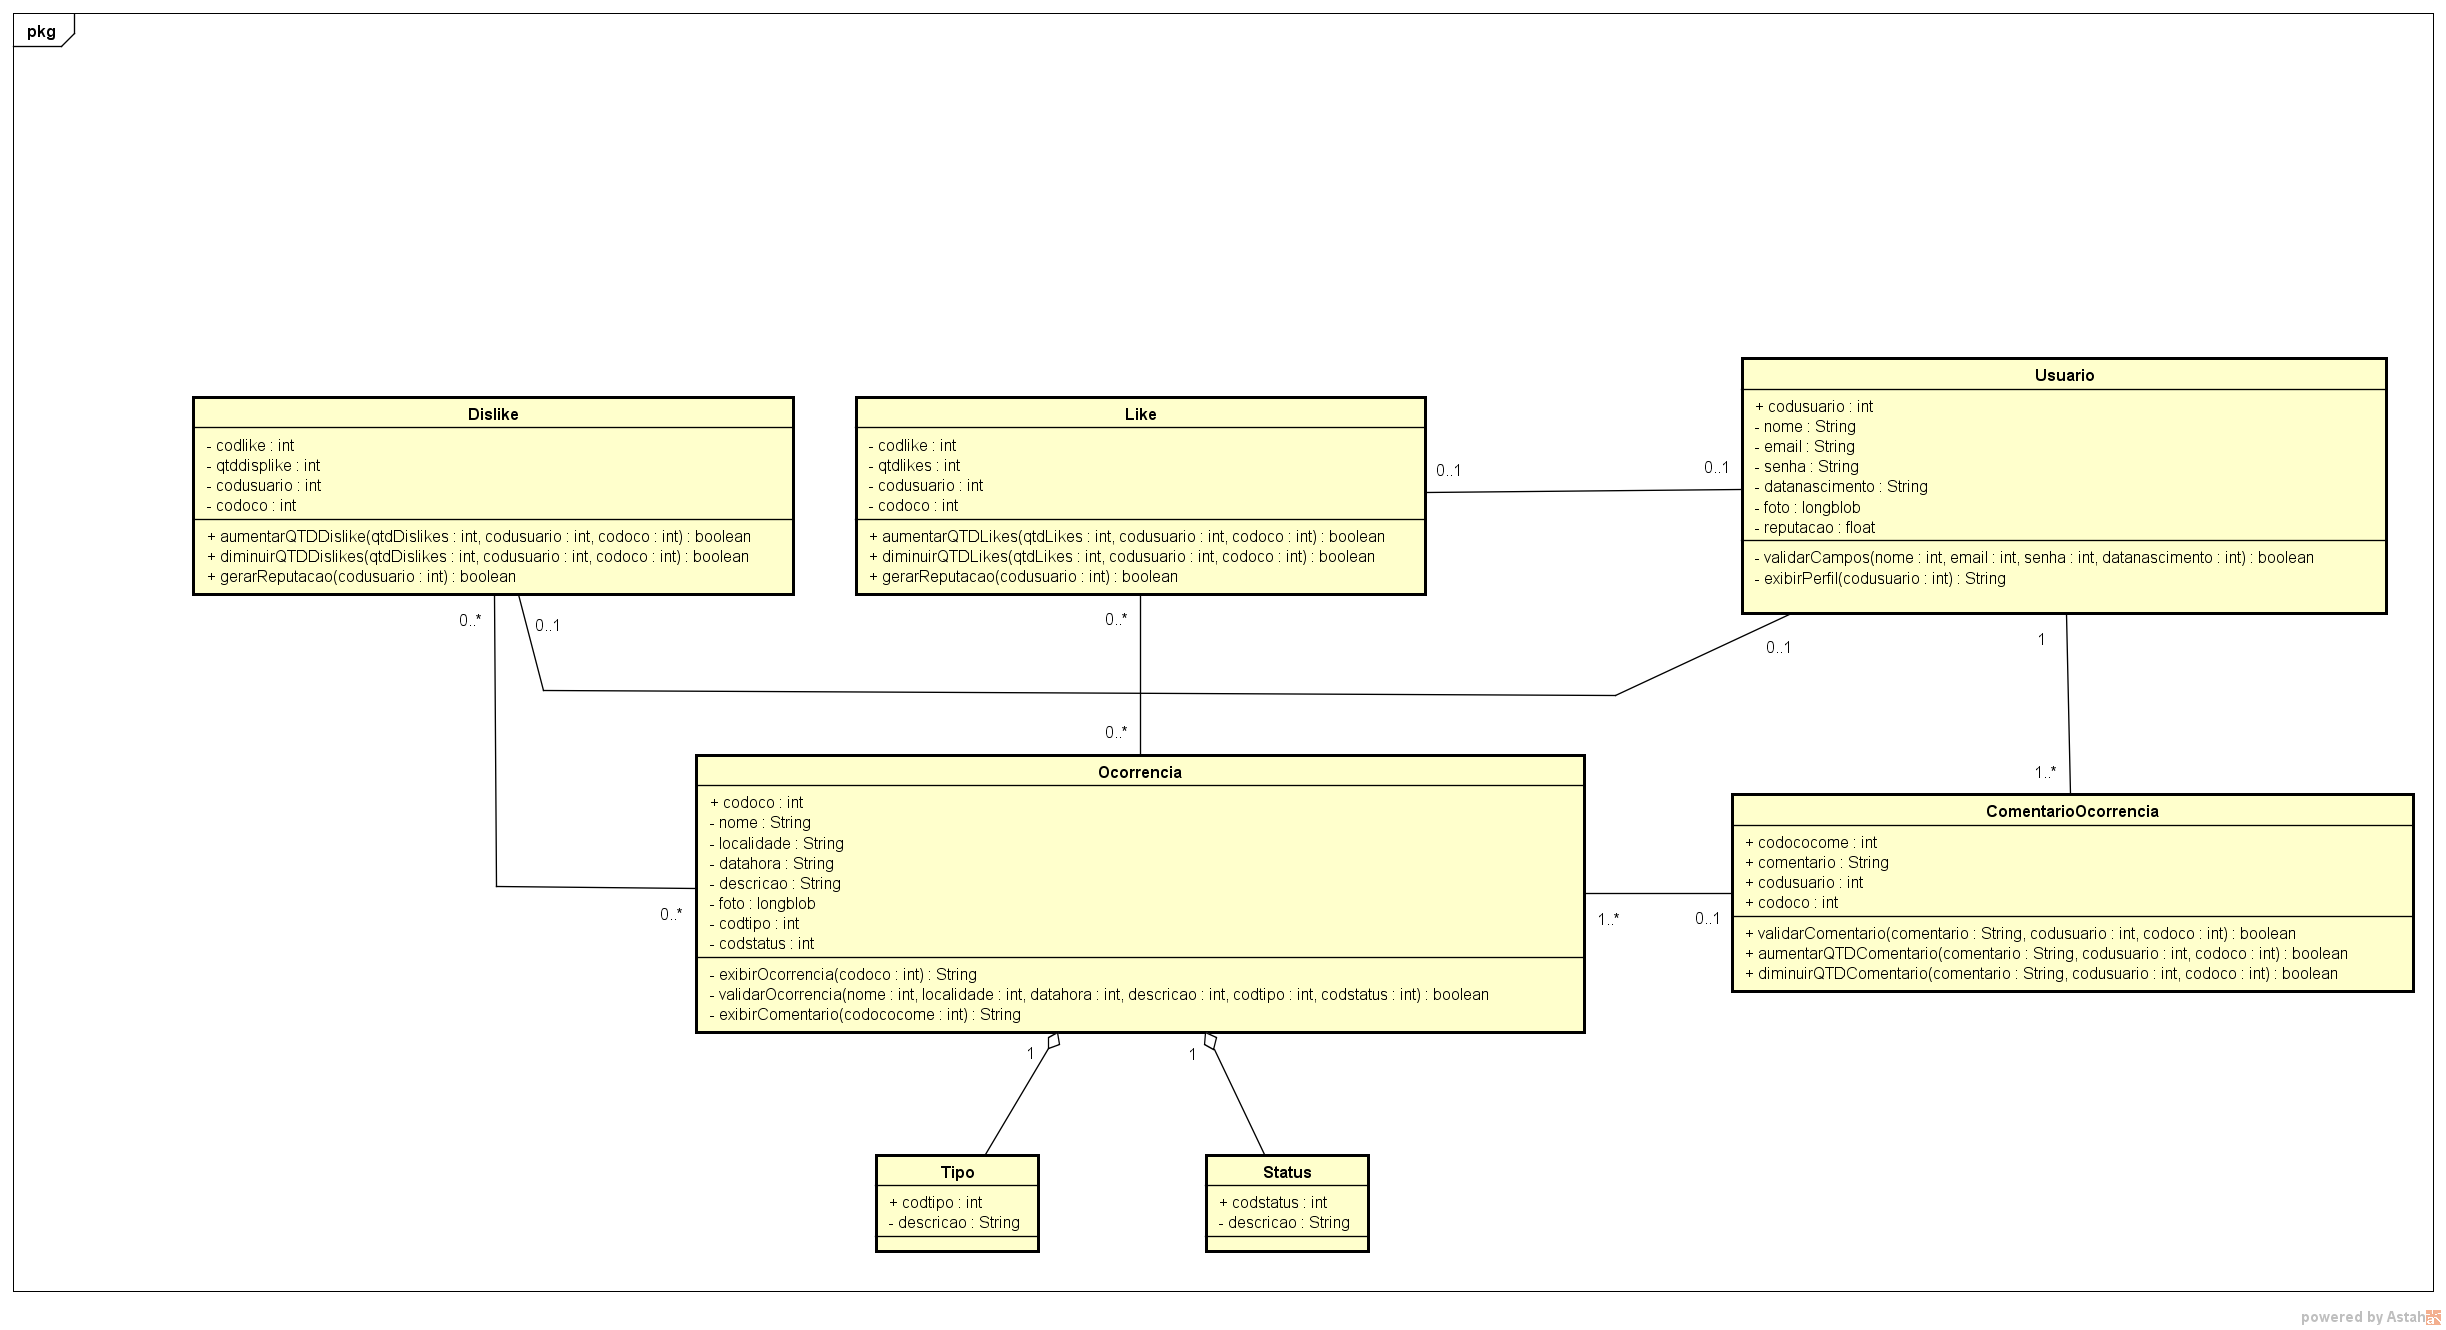 pkg
Dislike
- codlike : int
- qtddisplike : int
- codusuario : int
- codoco : int
+ aumentarQTDDislike(qtdDislikes : int, codusuario : int, codoco : int) : boolean
+ diminuirQTDDislikes(qtdDislikes : int, codusuario : int, codoco : int) : boolean
+ gerarReputacao(codusuario : int) : boolean
0..*
0..1
Like
- codlike : int
- qtdlikes : int
- codusuario : int
- codoco : int
+ aumentarQTDLikes(qtdLikes : int, codusuario : int, codoco : int) : boolean
+ diminuirQTDLikes(qtdLikes : int, codusuario : int, codoco : int) : boolean
+ gerarReputacao(codusuario : int) : boolean
0..1
0..1
0..*
0..*
Usuario
+ codusuario : int
- nome : String
- email : String
- senha : String
- datanascimento : String
- foto : longblob
- reputacao : float
- validarCampos(nome : int, email : int, senha : int, datanascimento : int) : boolean
- exibirPerfil(codusuario : int) : String
0..1
1
1..*
Ocorrencia
+ codoco : int
- nome : String
- localidade : String
- datahora : String
- descricao : String
- foto : longblob
- codtipo : int
- codstatus : int
- exibirOcorrencia(codoco : int) : String
- validarOcorrencia(nome : int, localidade : int, datahora : int, descricao : int, codtipo : int, codstatus : int) : boolean
- exibirComentario(codococome : int) : String
0..*
1..*
0..1
ComentarioOcorrencia
+ codococome : int
+ comentario : String
+ codusuario : int
+ codoco : int
+ validarComentario(comentario : String, codusuario : int, codoco : int) : boolean
+ aumentarQTDComentario(comentario : String, codusuario : int, codoco : int) : boolean
+ diminuirQTDComentario(comentario : String, codusuario : int, codoco : int) : boolean
1
1
Tipo
+ codtipo : int
- descricao : String
Status
+ codstatus : int
- descricao : String
powered by Astah